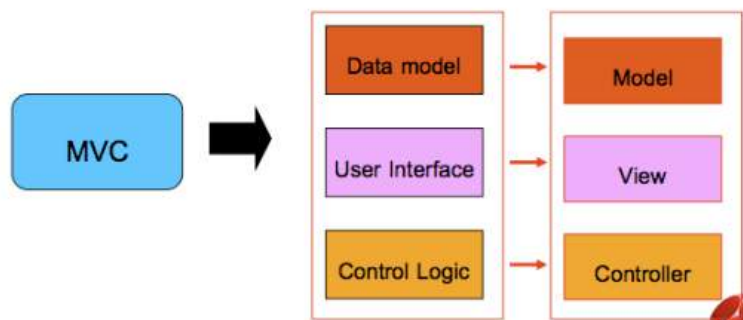 MVC
Data model
Model
User Interface
View
Control Logic
Controller